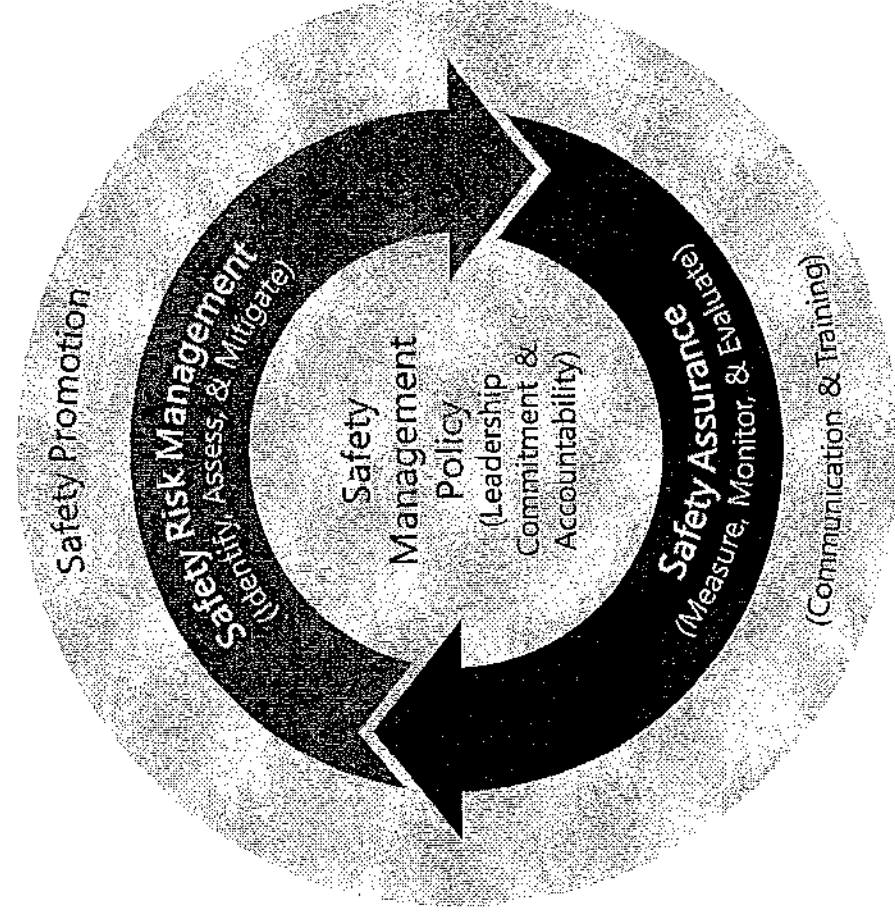 Safety Promotion
Safety Risk Management
(Identify, Assess, & Mitigate)
Safety
Management
Policy
(Leadership
Commitment &
Accountability)
Safety Assurance
(Measure, Monitor, & Evaluate)
(Communication & Training)